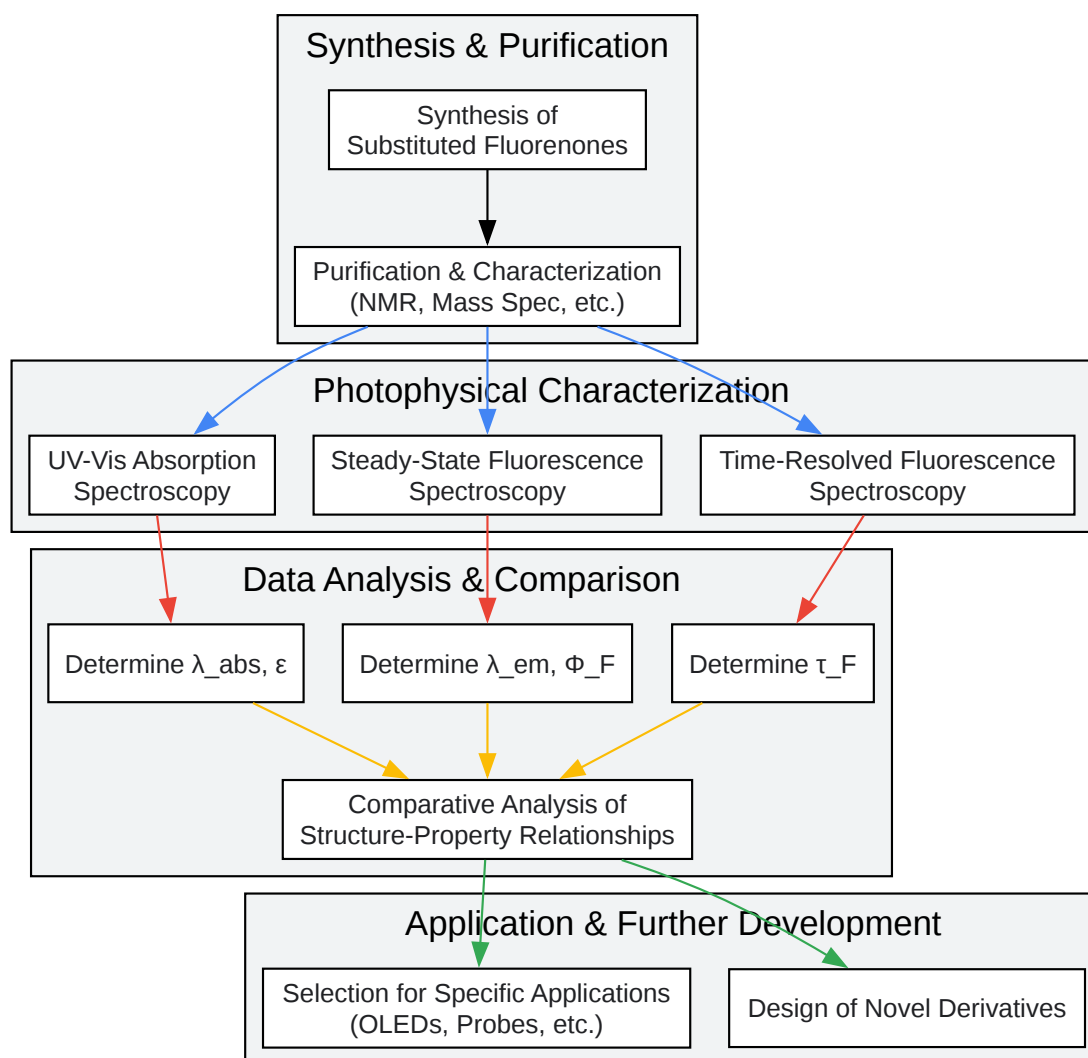 Synthesis & Purification
Synthesis of
Substituted Fluorenones
Purification & Characterization
(NMR, Mass Spec, etc.)
Photophysical Characterization
UV-Vis Absorption
Spectroscopy
Steady-State Fluorescence
Spectroscopy
Time-Resolved Fluorescence
Spectroscopy
Data Analysis & Comparison
Determine λ_abs, ε
Determine λ_em, Φ_F
Determine τ_F
Comparative Analysis of
Structure-Property Relationships
Application & Further Development
Selection for Specific Applications
(OLEDs, Probes, etc.)
Design of Novel Derivatives